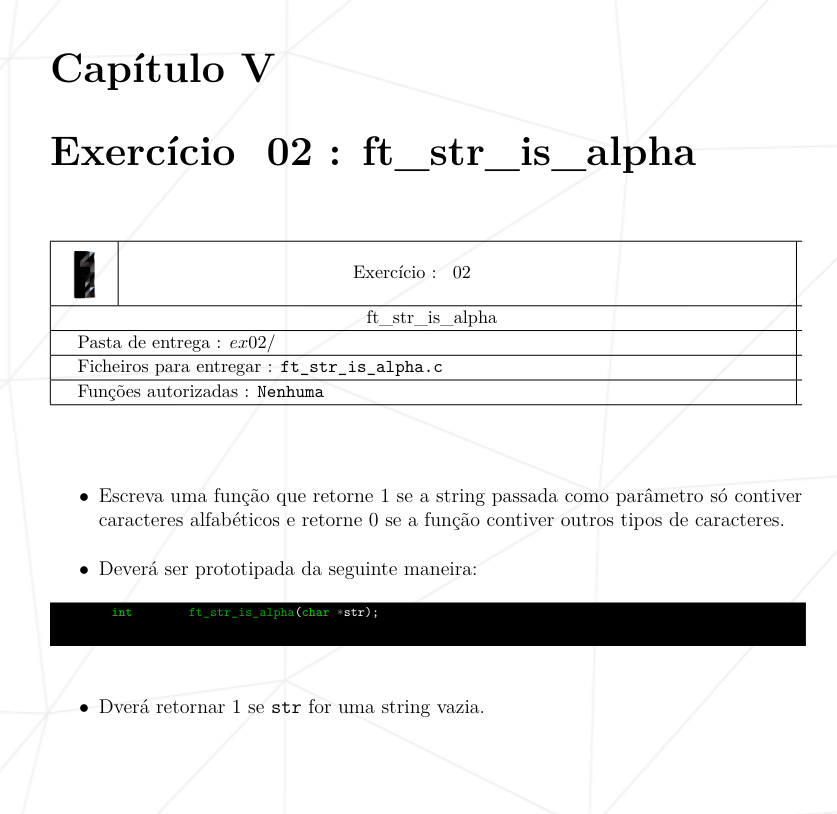 Capítulo V
Exercício 02 : ft_str_is_alpha
Exercício : 02
ft_str_is_alpha
Pasta de entrega : ex02/
Ficheiros para entregar : ft_str_is_alpha.c
Funções autorizadas : Nenhuma
• Escreva uma função que retorne 1 se a string passada como parâmetro só contiver
caracteres alfabéticos e retorne 0 se a função contiver outros tipos de caracteres.
• Deverá ser prototipada da seguinte maneira:
int ft_str_is_alpha(char *str);
• Dverá retornar 1 se str for uma string vazia.